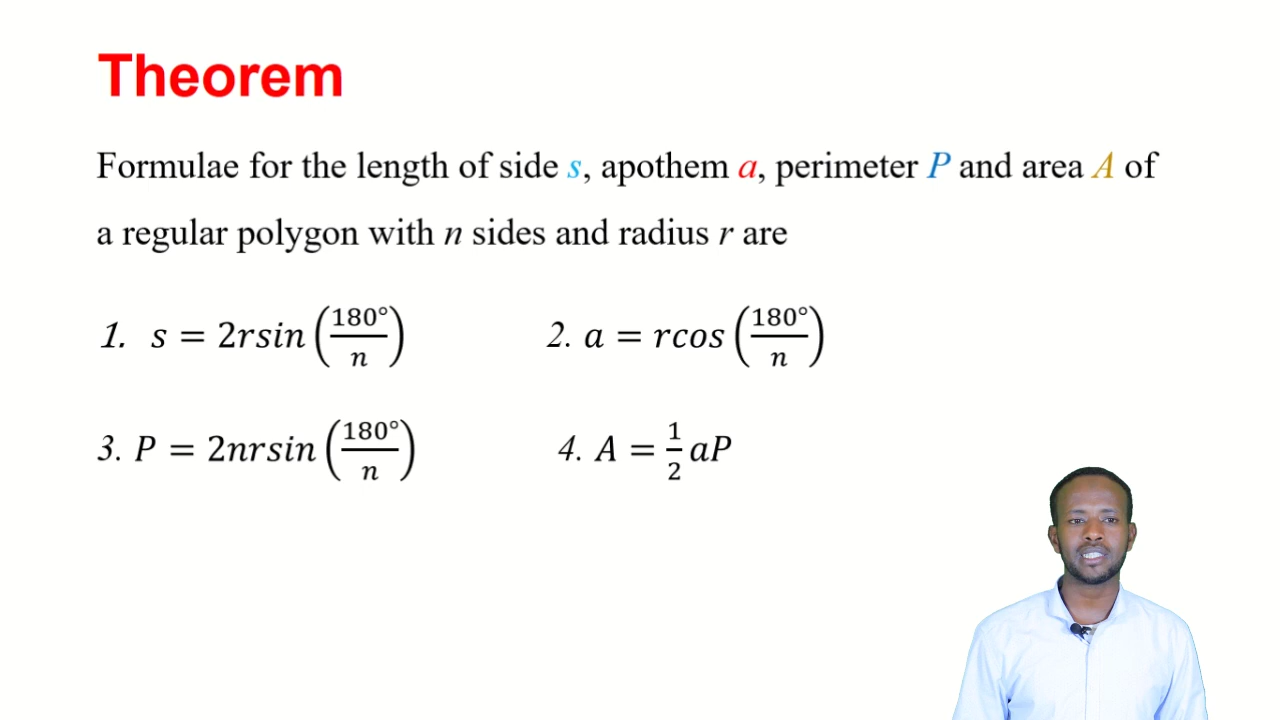 Theorem
Formulae for the length of side s, apothem a, perimeter P and area A of
a regular polygon with n sides and radius r are
1. s = 2rsin (180°/n) 2. a = rcos (180°/n)
3. P = 2nrsin (180°/n) 4. A = 1/2 aP